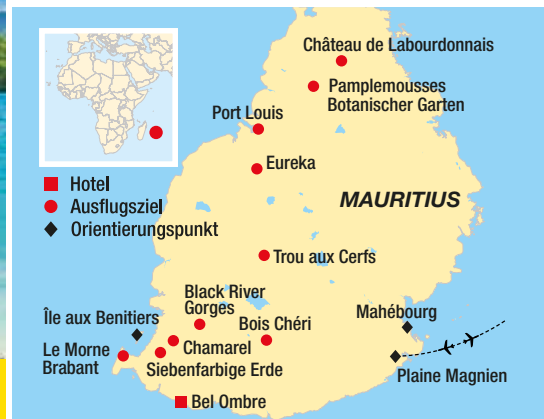 Château de Labourdonnais
Pamplemousses
Botanischer Garten
Port Louis
Eureka
Hotel
Ausflugsziel
Orientierungspunkt
MAURITIUS
Trou aux Cerfs
Black River
Gorges
Île aux Benitiers
Bois Chéri
Mahébourg
Le Morne
Brabant
Chamarel
Siebenfarbige Erde
Plaine Magnien
Bel Ombre